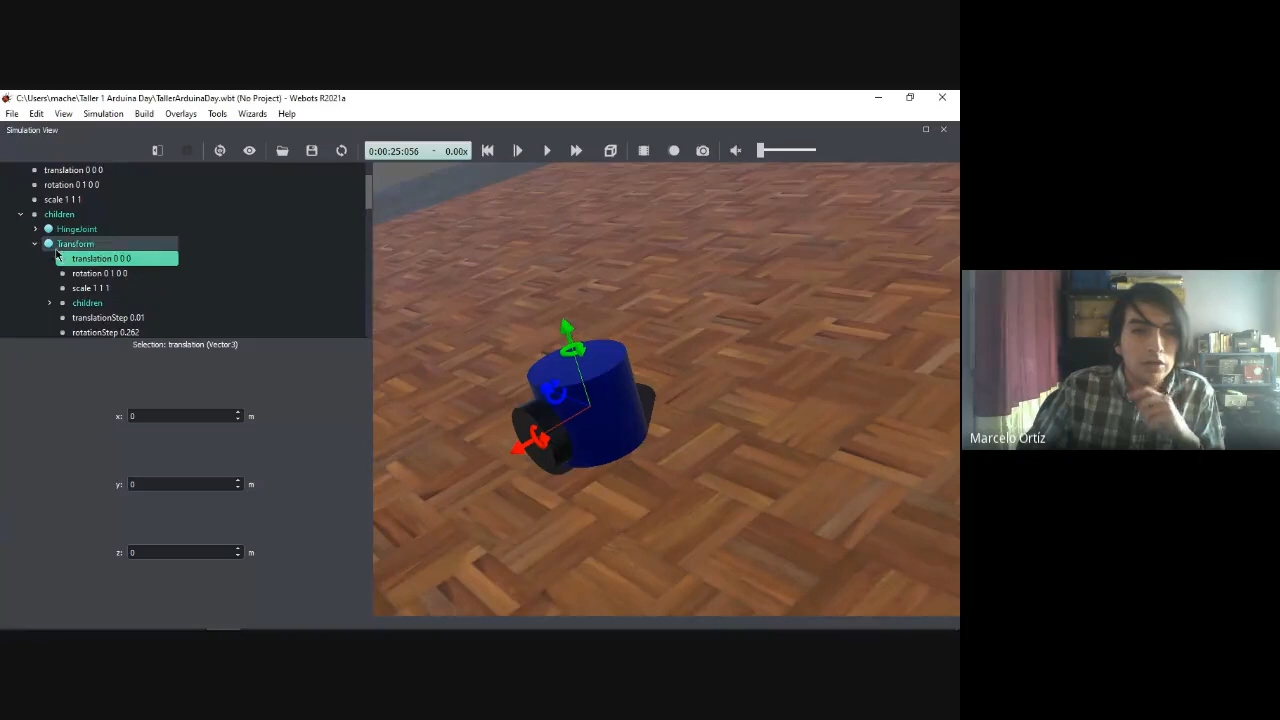 C:\Users\mache\Taller 1 Arduina Day\TallerArduinaDay.wbt (No Project) - Webots R2021a
File Edit View Simulation Build Overlays Tools Wizards Help
Simulation View
0:00:25:056 - 0.00x
translation 0 0 0
rotation 0 1 0 0
scale 1 1 1
children
HingeJoint
Transform
translation 0 0 0
rotation 0 1 0 0
scale 1 1 1
children
translationStep 0.01
rotationStep 0.262
Selection: translation (Vector3)
x: 0 m
y: 0 m
z: 0 m
Marcelo Ortíz